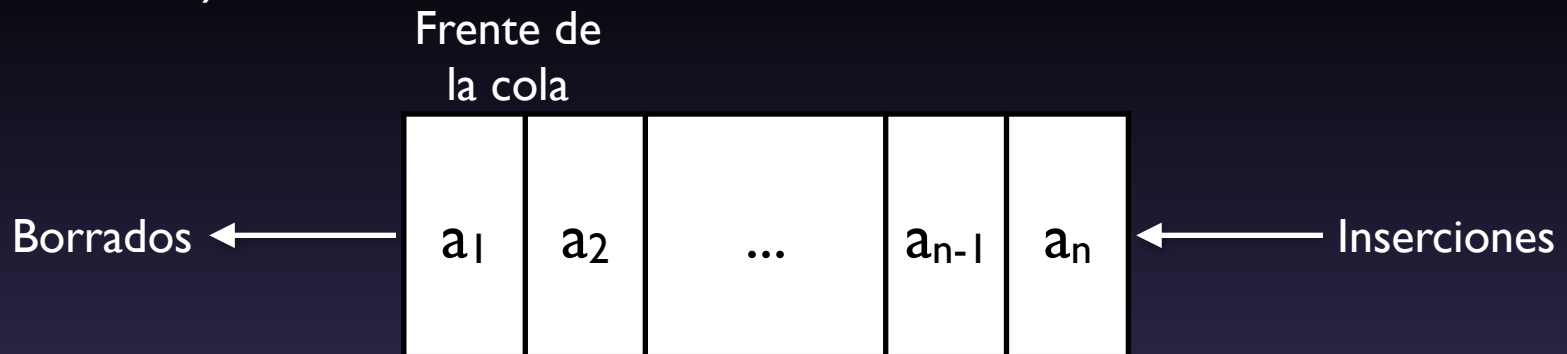 Frente de
la cola
Borrados a1 a2 ... an-1 an Inserciones